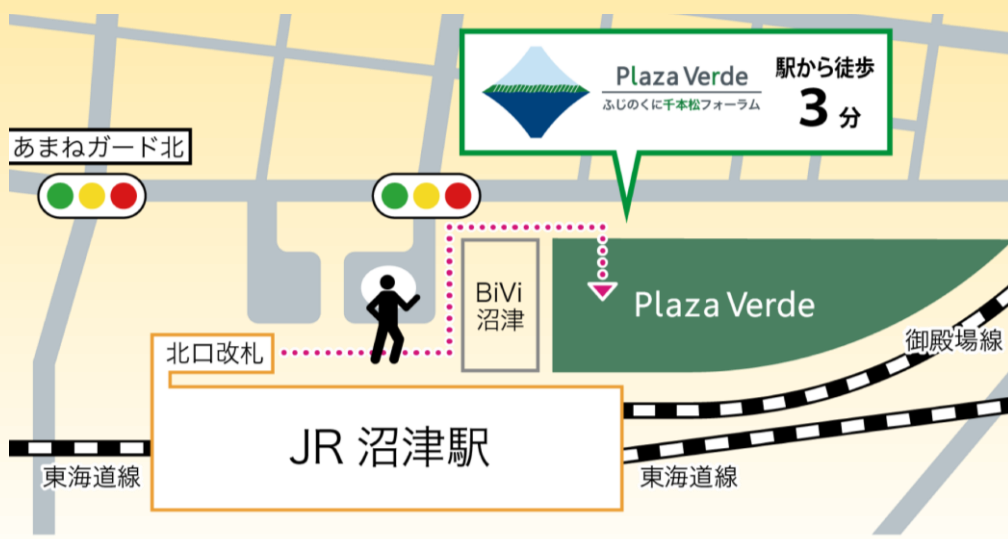 Plaza Verde
ふじのくに千本松フォーラム
駅から徒歩
3分
あまねガード北
BiVi
沼津
Plaza Verde
御殿場線
北口改札
JR 沼津駅
東海道線
東海道線